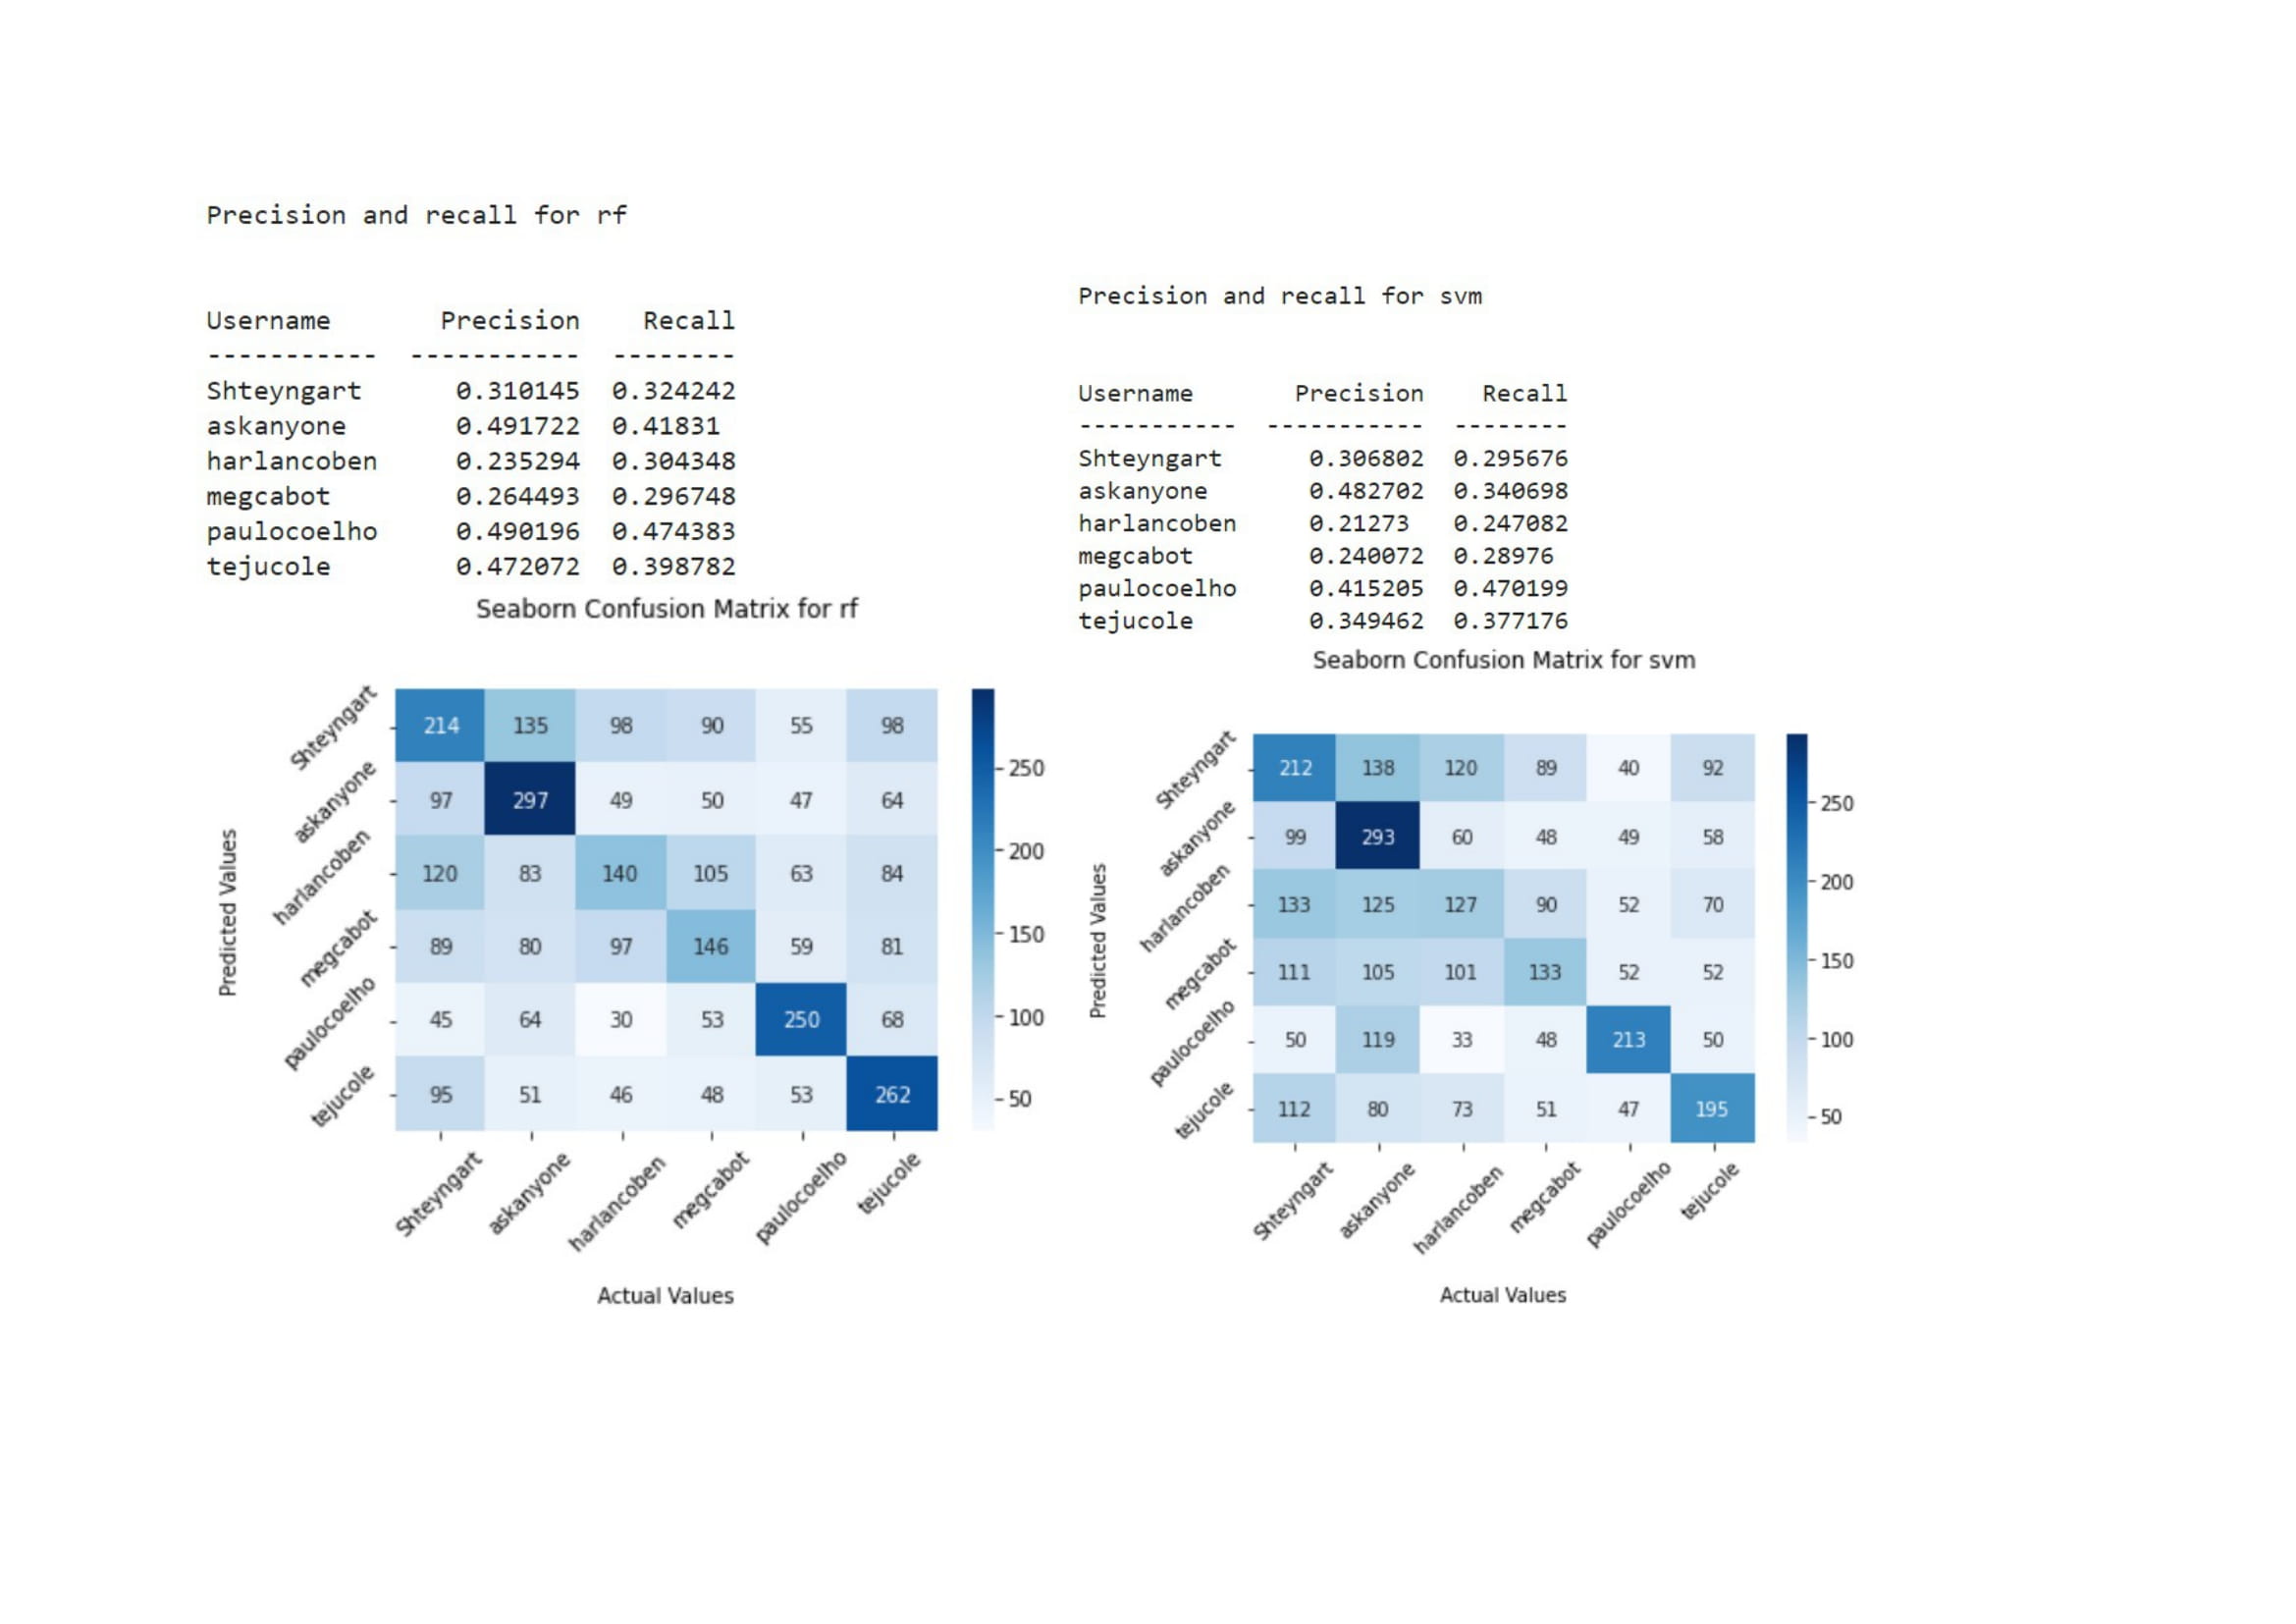 Precision and recall for rf
Username Precision Recall
----------- ----------- --------
Shteyngart 0.310145 0.324242
askanyone 0.491722 0.41831
harlancoben 0.235294 0.304348
megcabot 0.264493 0.296748
paulocoelho 0.490196 0.474383
tejucole 0.472072 0.398782
Seaborn Confusion Matrix for rf
Predicted Values
Shteyngart 214 135 98 90 55 98
askanyone 97 297 49 50 47 64
harlancoben 120 83 140 105 63 84
megcabot 89 80 97 146 59 81
paulocoelho 45 64 30 53 250 68
tejucole 95 51 46 48 53 262
Shteyngart askanyone harlancoben megcabot paulocoelho tejucole
Actual Values
250
200
150
100
50
Precision and recall for svm
Username Precision Recall
----------- ----------- --------
Shteyngart 0.306802 0.295676
askanyone 0.482702 0.340698
harlancoben 0.21273 0.247082
megcabot 0.240072 0.28976
paulocoelho 0.415205 0.470199
tejucole 0.349462 0.377176
Seaborn Confusion Matrix for svm
Predicted Values
Shteyngart 212 138 120 89 40 92
askanyone 99 293 60 48 49 58
harlancoben 133 125 127 90 52 70
megcabot 111 105 101 133 52 52
paulocoelho 50 119 33 48 213 50
tejucole 112 80 73 51 47 195
Shteyngart askanyone harlancoben megcabot paulocoelho tejucole
Actual Values
250
200
150
100
50